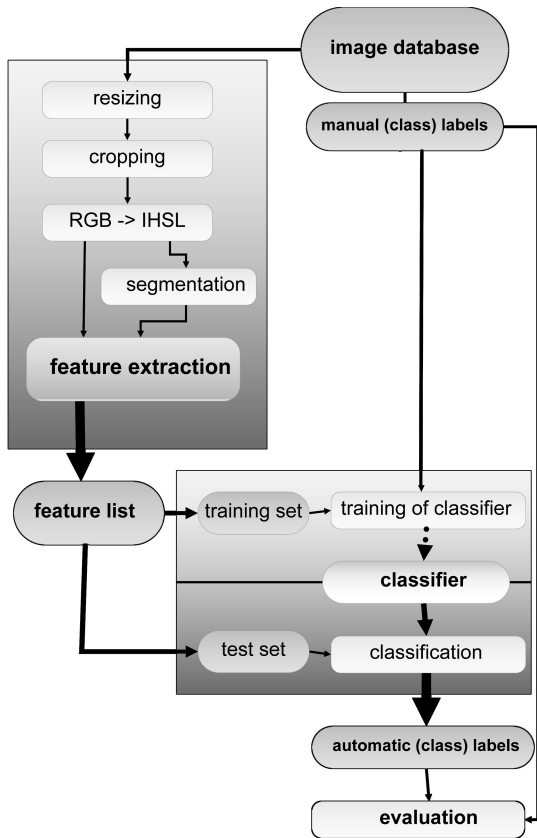 image database
manual (class) labels
resizing
cropping
RGB -> IHSL
segmentation
feature extraction
feature list
training set
training of classifier
classifier
test set
classification
automatic (class) labels
evaluation